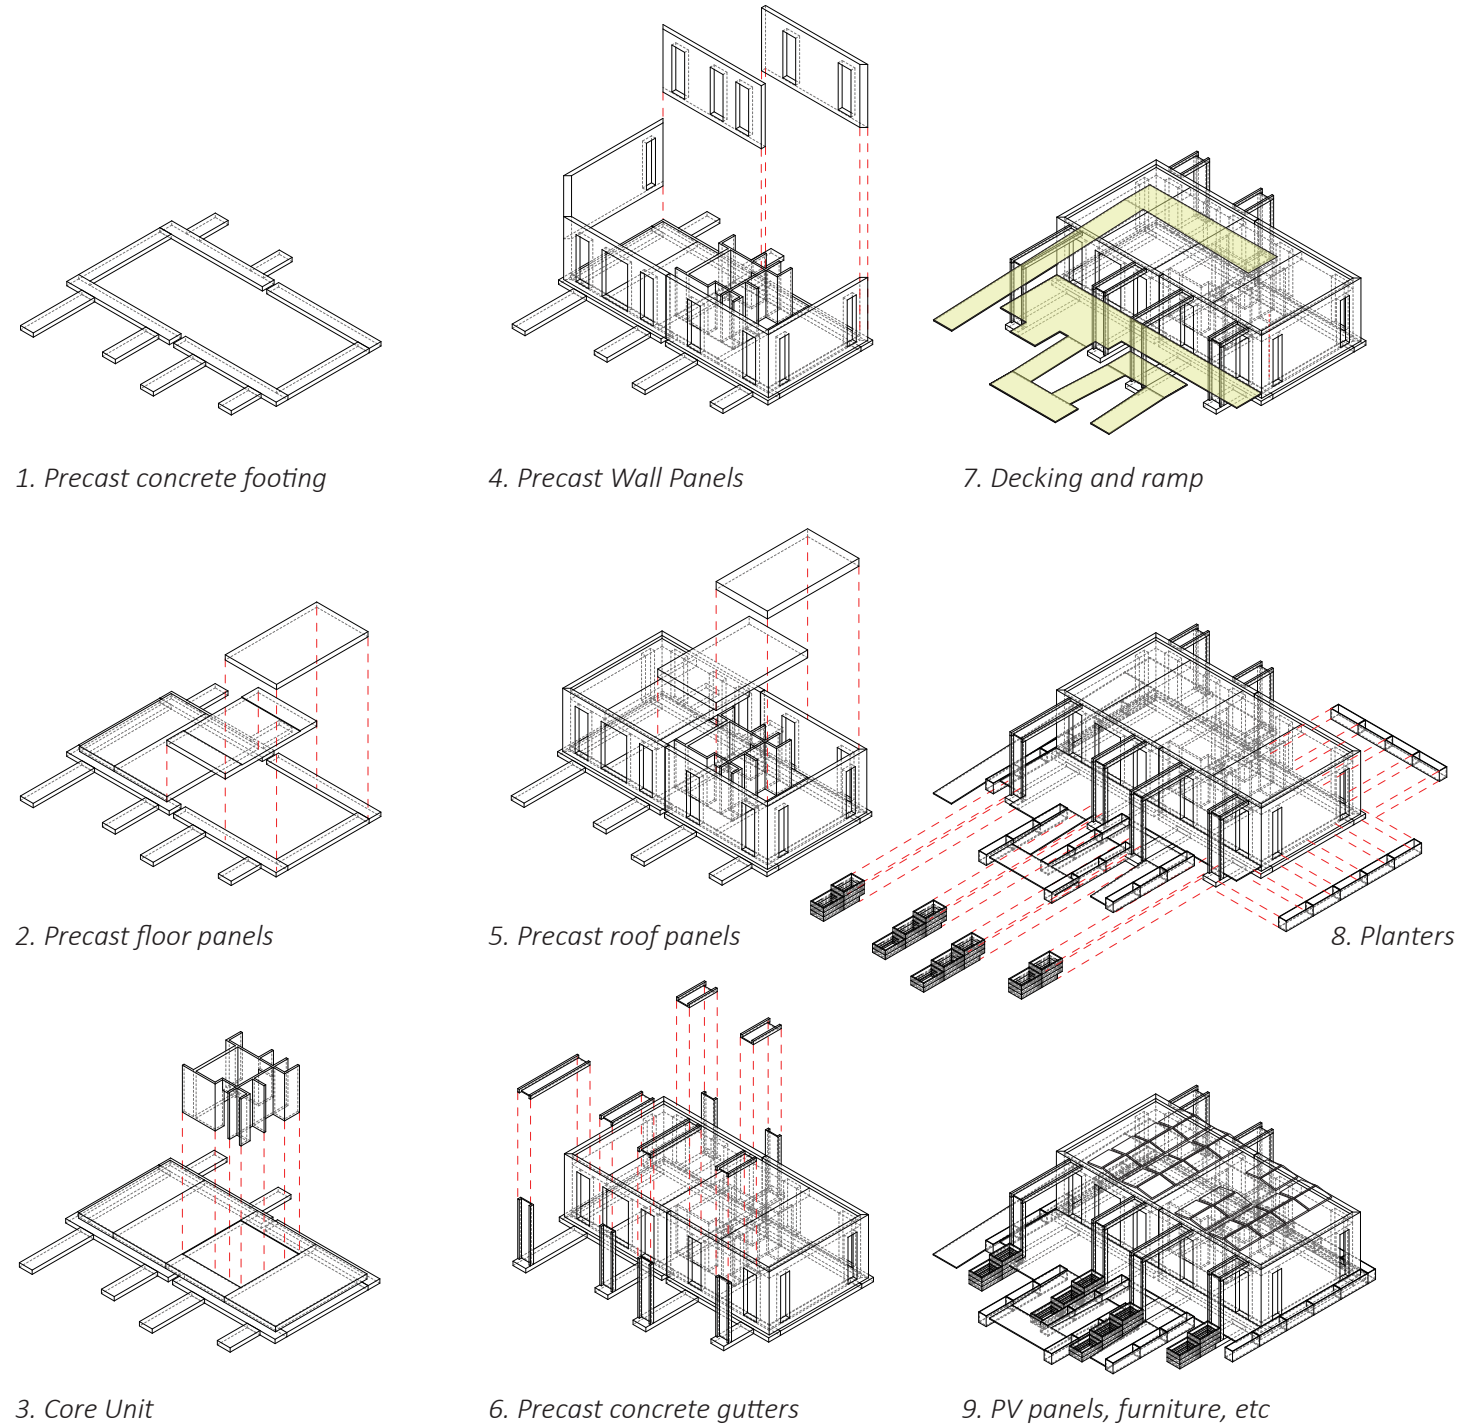 1. Precast concrete footing
2. Precast floor panels
3. Core Unit
4. Precast Wall Panels
5. Precast roof panels
6. Precast concrete gutters
7. Decking and ramp
8. Planters
9. PV panels, furniture, etc